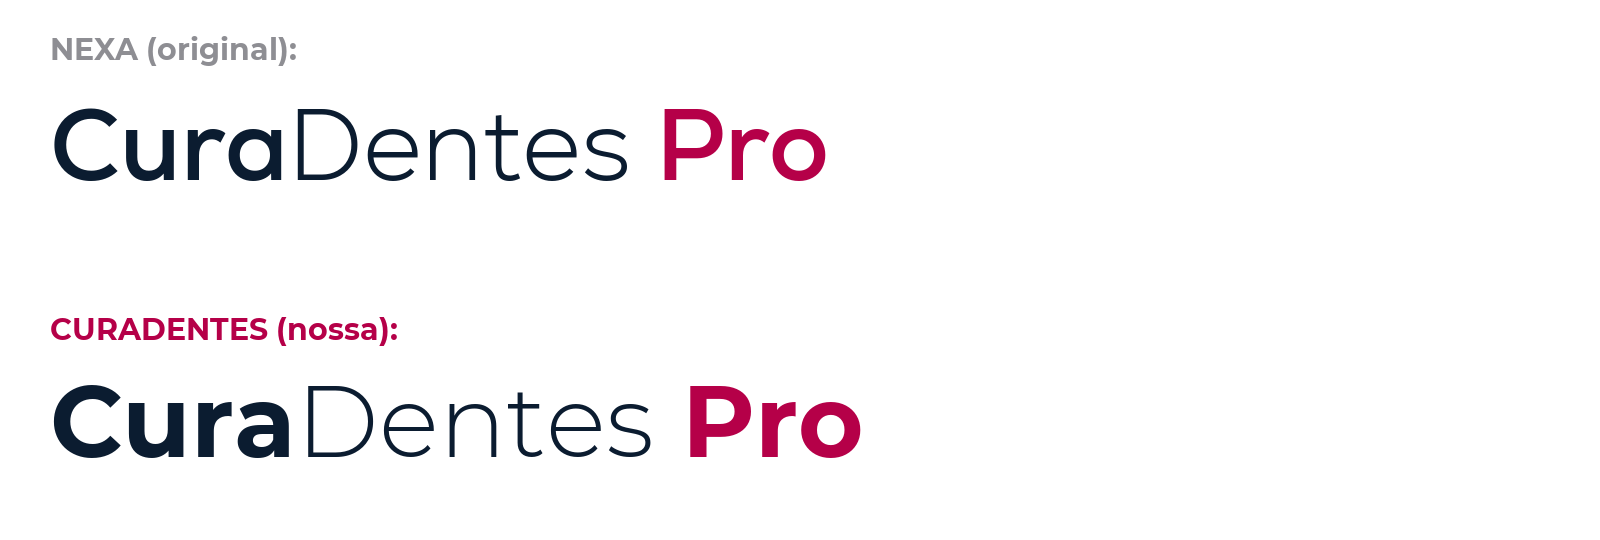 NEXA (original):
CuraDentes Pro
CURADENTES (nossa):
CuraDentes Pro